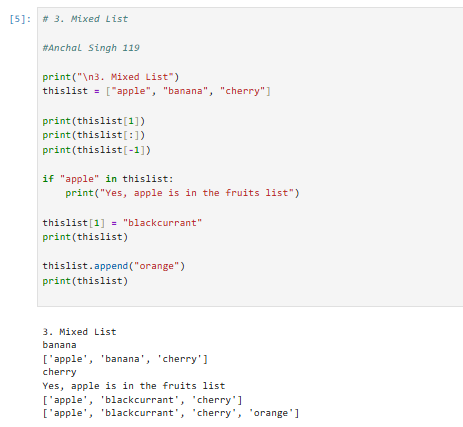 [5]: # 3. Mixed List
#Anchal Singh 119
print("\n3. Mixed List")
thislist = ["apple", "banana", "cherry"]
print(thislist[1])
print(thislist[:])
print(thislist[-1])
if "apple" in thislist:
    print("Yes, apple is in the fruits list")
thislist[1] = "blackcurrant"
print(thislist)
thislist.append("orange")
print(thislist)
3. Mixed List
banana
['apple', 'banana', 'cherry']
cherry
Yes, apple is in the fruits list
['apple', 'blackcurrant', 'cherry']
['apple', 'blackcurrant', 'cherry', 'orange']